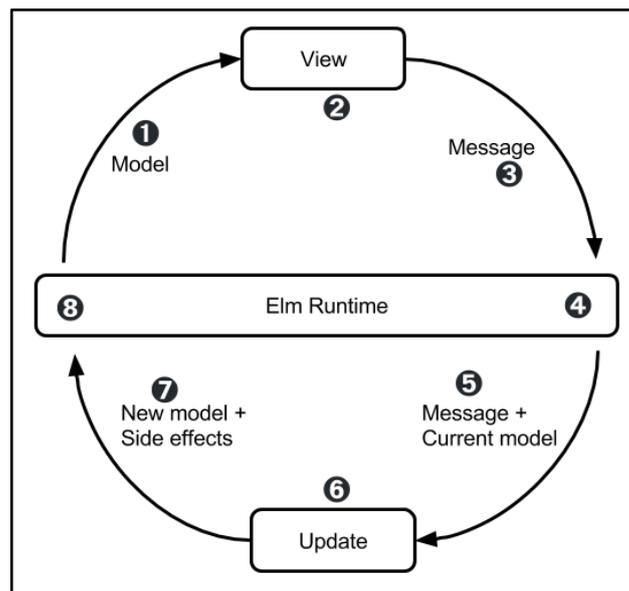 View
❷
❶
Model
Message
❸
❽
Elm Runtime
❹
❼
New model +
Side effects
❺
Message +
Current model
❻
Update